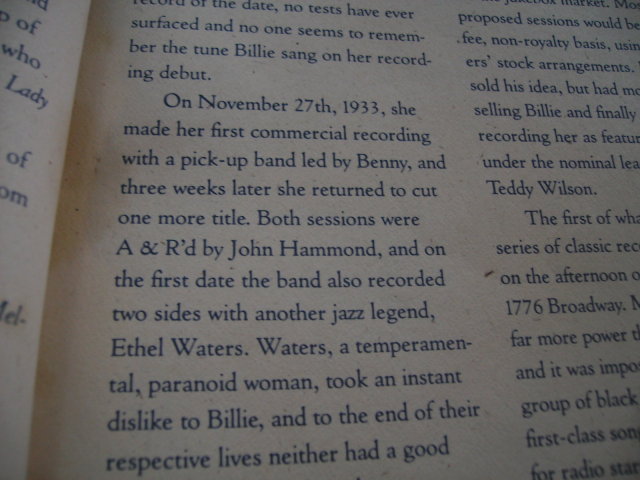 p of
who
Lady
of
om
record of the date, no tests have ever
surfaced and no one seems to remem-
ber the tune Billie sang on her record-
ing debut.
On November 27th, 1933, she
made her first commercial recording
with a pick-up band led by Benny, and
three weeks later she returned to cut
one more title. Both sessions were
A & R'd by John Hammond, and on
the first date the band also recorded
two sides with another jazz legend,
Ethel Waters. Waters, a temperamen-
tal, paranoid woman, took an instant
dislike to Billie, and to the end of their
respective lives neither had a good
proposed sessions would be
fee, non-royalty basis, usin
ers' stock arrangements.
sold his idea, but had mo
selling Billie and finally
recording her as featur
under the nominal lea
Teddy Wilson.
The first of wha
series of classic rec
on the afternoon o
1776 Broadway. M
far more power t
and it was impo
group of black
first-class son
for radio star